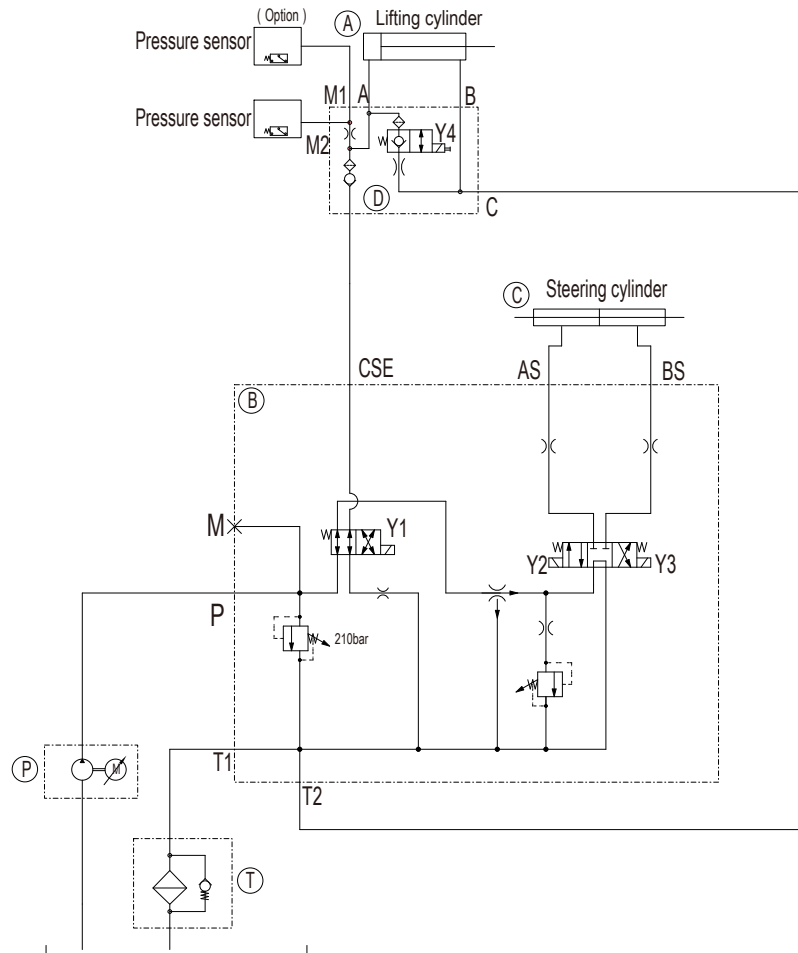 ( Option )
A
Lifting cylinder
Pressure sensor
M1
A
B
Pressure sensor
M2
Y4
D
C
C
Steering cylinder
CSE
AS
BS
B
M
Y1
Y2
Y3
P
210bar
P
M
T1
T2
T